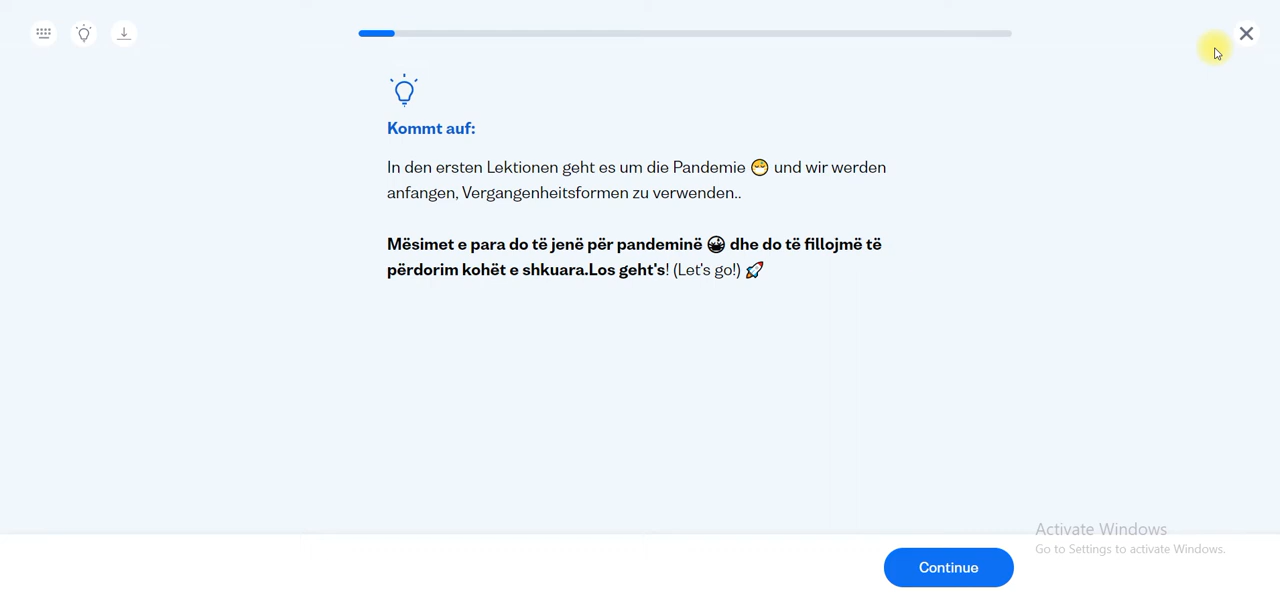 Kommt auf:
In den ersten Lektionen geht es um die Pandemie 😷 und wir werden
anfangen, Vergangenheitsformen zu verwenden..
Mësimet e para do të jenë për pandeminë 😷 dhe do të fillojmë të
përdorim kohët e shkuara.Los geht's! (Let's go!) 🚀
Activate Windows
Go to Settings to activate Windows.
Continue